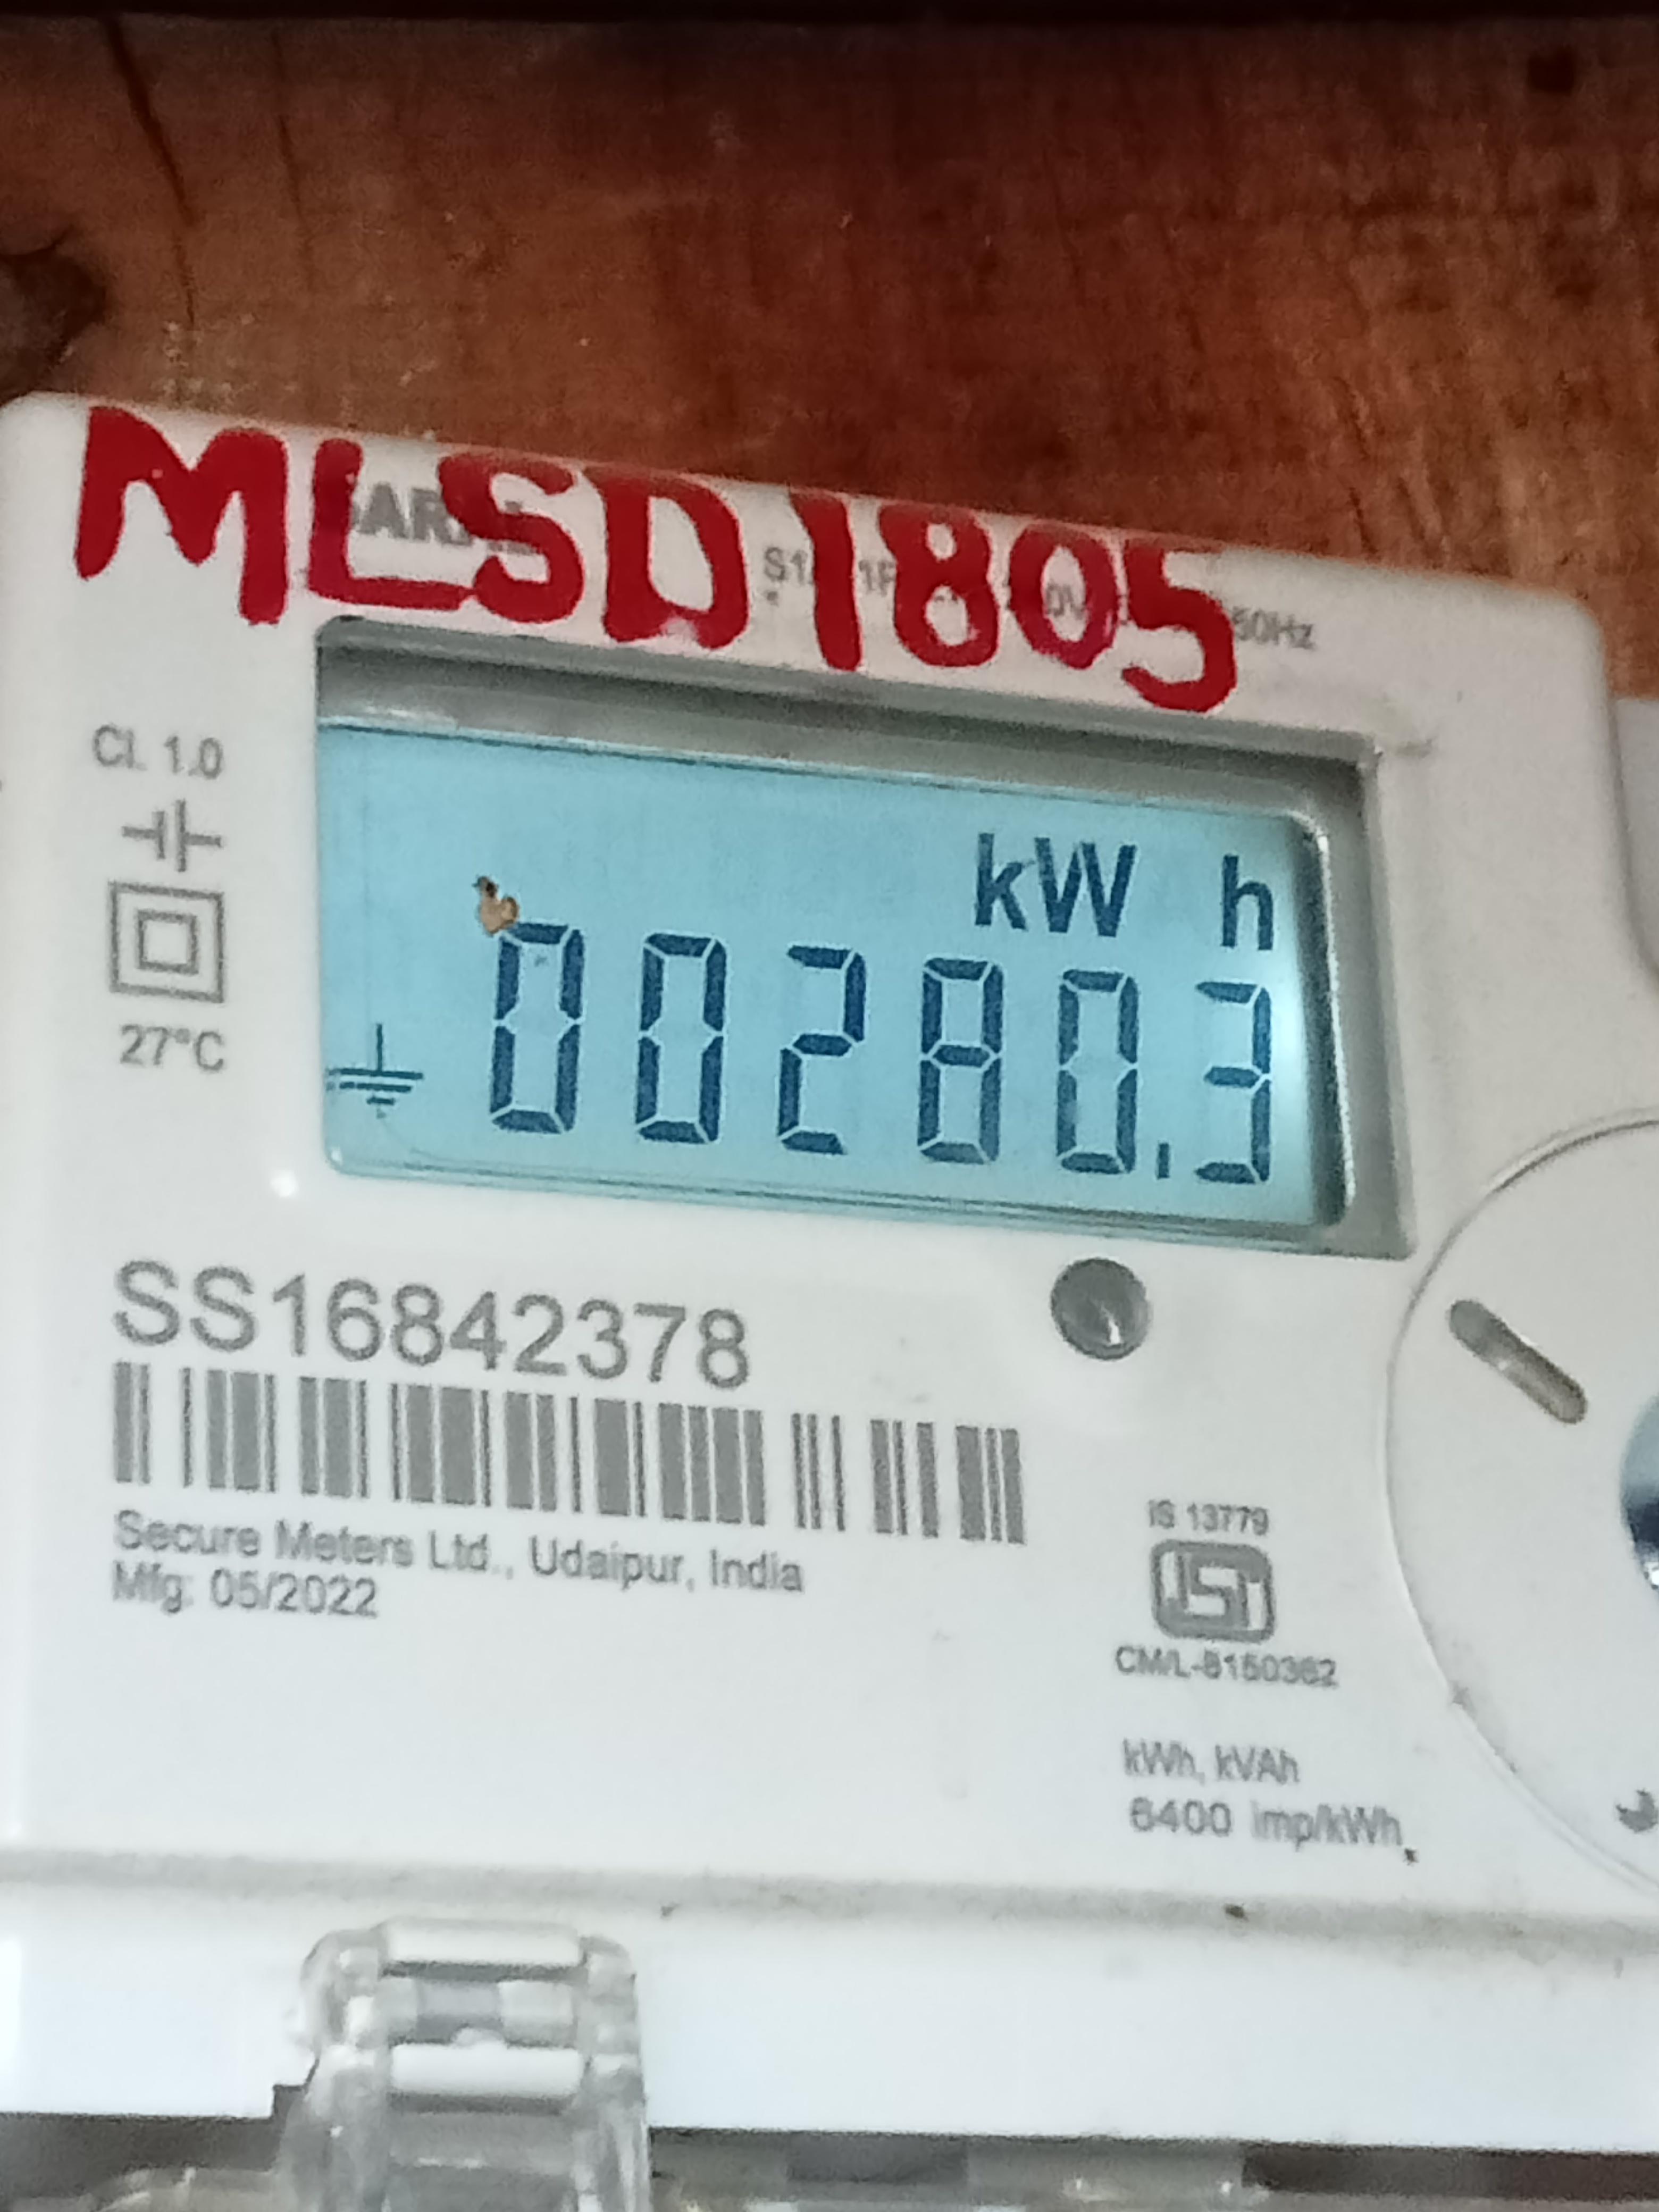 MLSD1805
50Hz
Cl. 1.0
27°C
kW h
00280.3
SS16842378
Secure Meters Ltd., Udaipur, India
Mfg: 05/2022
IS 13779
ISI
CM/L-8150362
kWh, kVAh
6400 imp/kWh